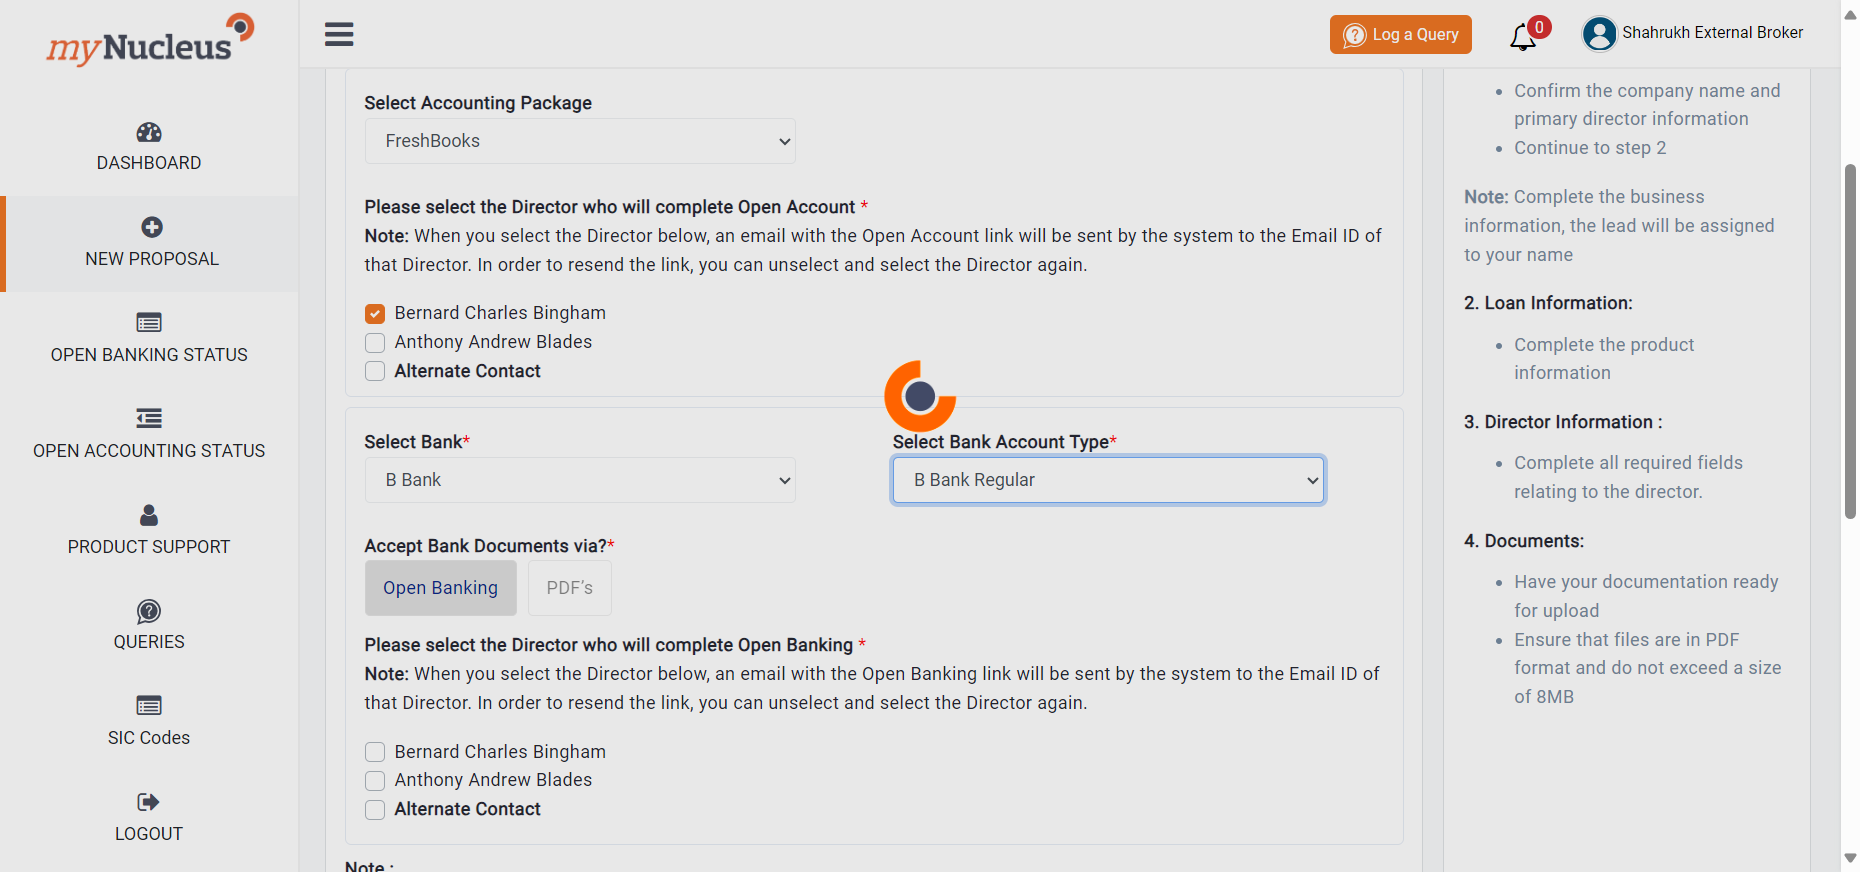 myNucleus
Log a Query
0
Shahrukh External Broker
DASHBOARD
NEW PROPOSAL
OPEN BANKING STATUS
OPEN ACCOUNTING STATUS
PRODUCT SUPPORT
QUERIES
SIC Codes
LOGOUT
Select Accounting Package
FreshBooks
Please select the Director who will complete Open Account *
Note: When you select the Director below, an email with the Open Account link will be sent by the system to the Email ID of
that Director. In order to resend the link, you can unselect and select the Director again.
Bernard Charles Bingham
Anthony Andrew Blades
Alternate Contact
Select Bank*
B Bank
Select Bank Account Type*
B Bank Regular
Accept Bank Documents via?*
Open Banking
PDF’s
Please select the Director who will complete Open Banking *
Note: When you select the Director below, an email with the Open Banking link will be sent by the system to the Email ID of
that Director. In order to resend the link, you can unselect and select the Director again.
Bernard Charles Bingham
Anthony Andrew Blades
Alternate Contact
Note :
Confirm the company name and
primary director information
Continue to step 2
Note: Complete the business
information, the lead will be assigned
to your name
2. Loan Information:
Complete the product
information
3. Director Information :
Complete all required fields
relating to the director.
4. Documents:
Have your documentation ready
for upload
Ensure that files are in PDF
format and do not exceed a size
of 8MB